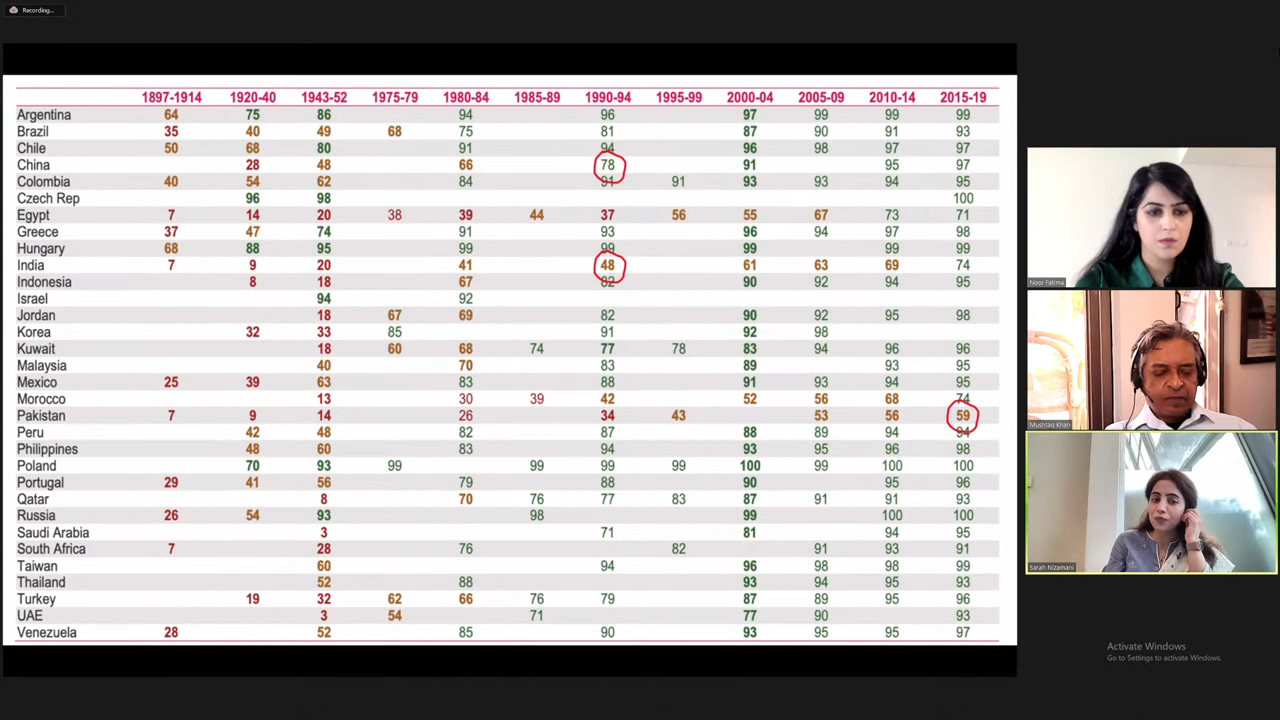 Recording...
1897-1914 1920-40 1943-52 1975-79 1980-84 1985-89 1990-94 1995-99 2000-04 2005-09 2010-14 2015-19
Argentina 64 75 86 94 96 97 99 99 99
Brazil 35 40 49 68 75 81 87 90 91 93
Chile 50 68 80 91 94 96 98 97 97
China 28 48 66 78 91 95 97
Colombia 40 54 62 84 91 91 93 93 94 95
Czech Rep 96 98 100
Egypt 7 14 20 38 39 44 37 56 55 67 73 71
Greece 37 47 74 91 93 96 94 97 98
Hungary 68 88 95 99 99 99 99 99
India 7 9 20 41 48 61 63 69 74
Indonesia 8 18 67 82 90 92 94 95
Israel 94 92
Jordan 18 67 69 82 90 92 95 98
Korea 32 33 85 91 92 98
Kuwait 18 60 68 74 77 78 83 94 96 96
Malaysia 40 70 83 89 93 95
Mexico 25 39 63 83 88 91 93 94 95
Morocco 13 30 39 42 52 56 68 74
Pakistan 7 9 14 26 34 43 53 56 59
Peru 42 48 82 87 88 89 94 94
Philippines 48 60 83 94 93 95 96 98
Poland 70 93 99 99 99 99 100 99 100 100
Portugal 29 41 56 79 88 90 95 96
Qatar 8 70 76 77 83 87 91 91 93
Russia 26 54 93 98 99 100 100
Saudi Arabia 3 71 81 94 95
South Africa 7 28 76 82 91 93 91
Taiwan 60 94 96 98 98 99
Thailand 52 88 93 94 95 93
Turkey 19 32 62 66 76 79 87 89 95 96
UAE 3 54 71 77 90 93
Venezuela 28 52 85 90 93 95 95 97
Noor Fatima
Mushtaq Khan
Sarah Nizamani
Activate Windows
Go to Settings to activate Windows.